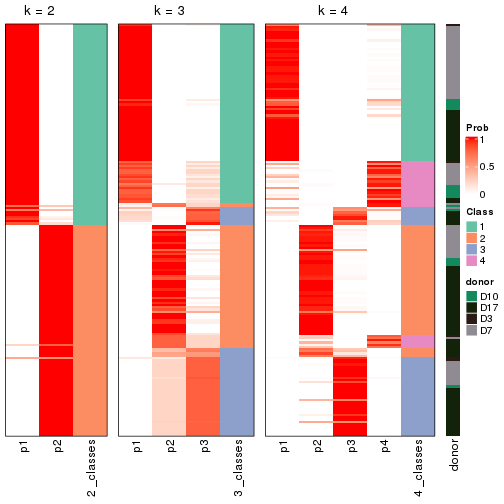 k = 2
k = 3
k = 4
p1
p2
2_classes
p1
p2
p3
3_classes
p1
p2
p3
p4
4_classes
donor
Prob
1
0.5
0
Class
1
2
3
4
donor
D10
D17
D3
D7